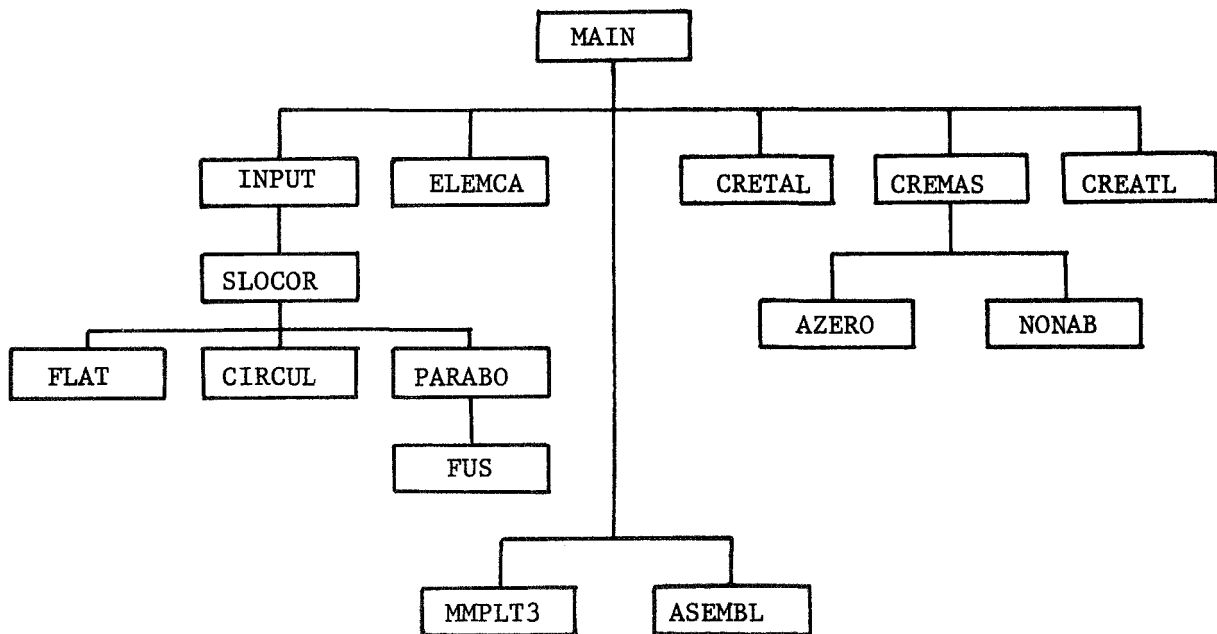 MAIN
INPUT
ELEMCA
CRETAL
CREMAS
CREATL
SLOCOR
AZERO
NONAB
FLAT
CIRCUL
PARABO
FUS
MMPLT3
ASEMBL